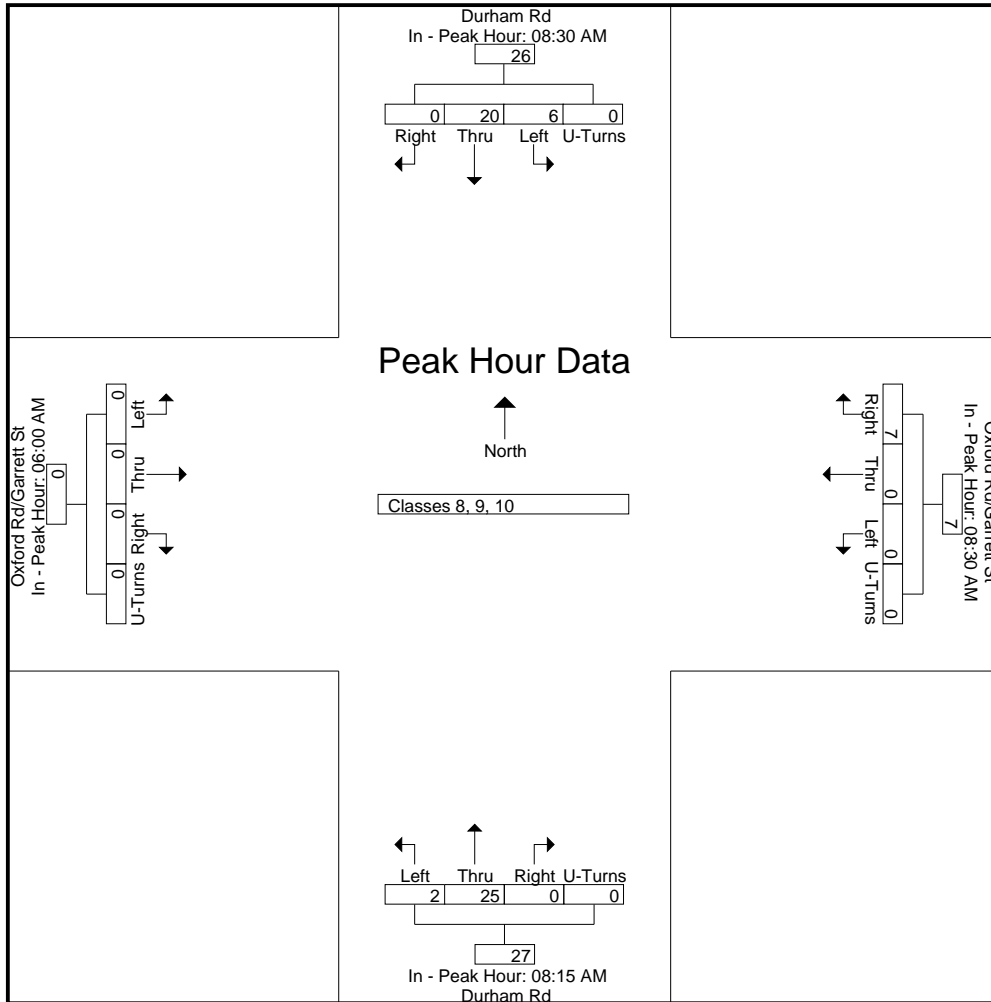 Durham Rd
In - Peak Hour: 08:30 AM
26
0 20 6 0
Right Thru Left U-Turns
Peak Hour Data
North
Classes 8, 9, 10
Oxford Rd/Garrett St
In - Peak Hour: 06:00 AM
0
0 0 0 0
Left Thru Right U-Turns
Oxford Rd/Garrett St
In - Peak Hour: 08:30 AM
7
7 0 0 0
Right Thru Left U-Turns
Left Thru Right U-Turns
2 25 0 0
27
In - Peak Hour: 08:15 AM
Durham Rd